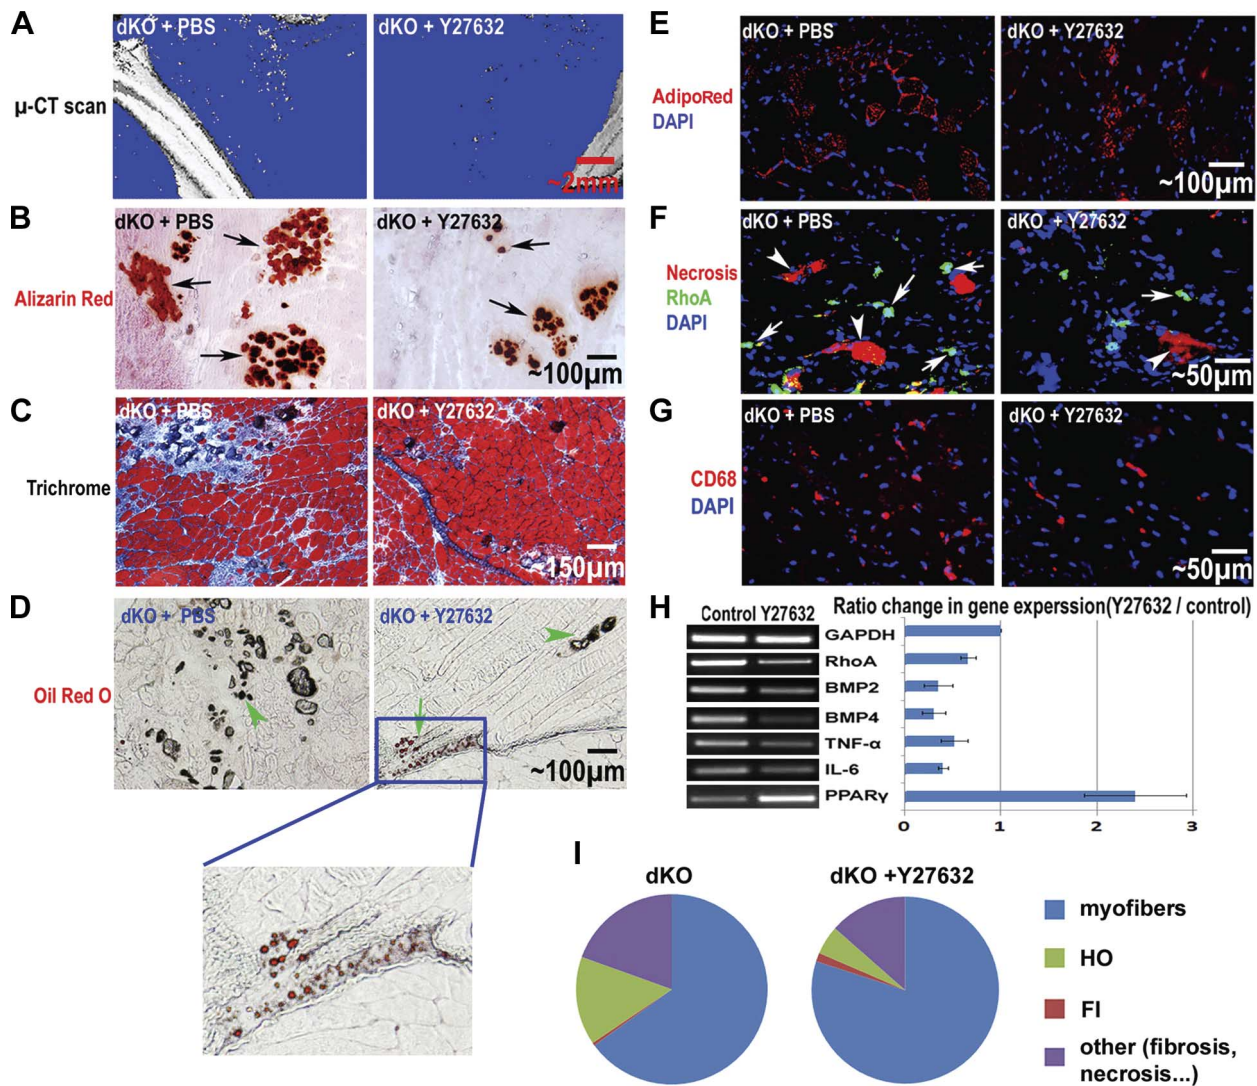 A
dKO + PBS
dKO + Y27632
μ-CT scan
~2mm
B
dKO + PBS
dKO + Y27632
Alizarin Red
~100μm
C
dKO + PBS
dKO + Y27632
Trichrome
150μm
D
dKO + PBS
dKO + Y27632
Oil Red O
~100μm
E
dKO + PBS
dKO + Y27632
AdipoRed
DAPI
~100μm
F
dKO + PBS
dKO + Y27632
Necrosis
RhoA
DAPI
~50μm
G
dKO + PBS
dKO + Y27632
CD68
DAPI
~50μm
H
Control Y27632
Ratio change in gene experssion(Y27632 / control)
GAPDH
RhoA
BMP2
BMP4
TNF-α
IL-6
PPARγ
0 1 2 3
I
dKO
dKO +Y27632
myofibers
HO
FI
other (fibrosis,
necrosis...)